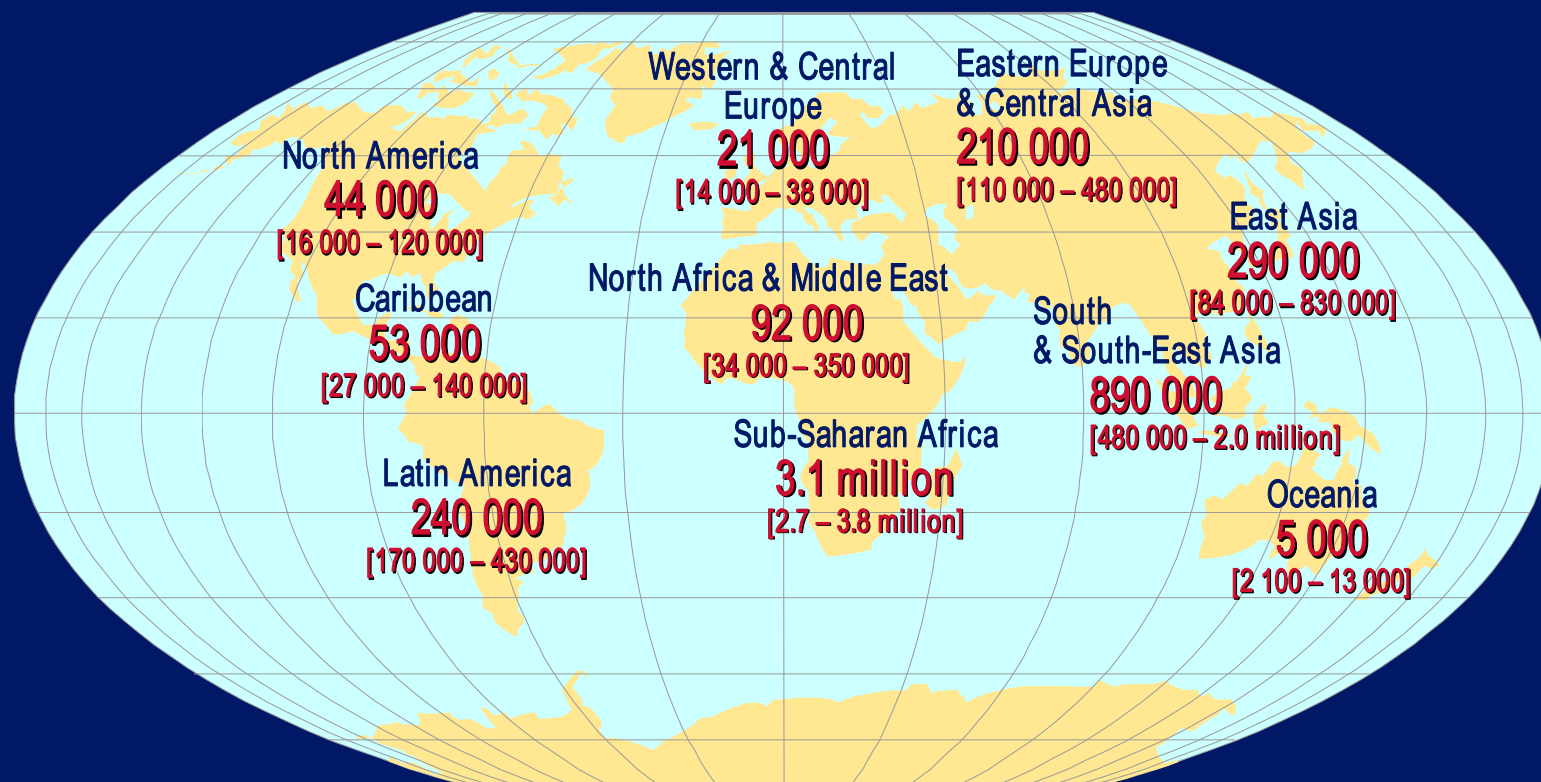 Western & Central
Europe
21 000
[14 000 – 38 000]
Eastern Europe
& Central Asia
210 000
[110 000 – 480 000]
North America
44 000
[16 000 – 120 000]
East Asia
290 000
[84 000 – 830 000]
Caribbean
53 000
[27 000 – 140 000]
North Africa & Middle East
92 000
[34 000 – 350 000]
South
& South-East Asia
890 000
[480 000 – 2.0 million]
Sub-Saharan Africa
3.1 million
[2.7 – 3.8 million]
Latin America
240 000
[170 000 – 430 000]
Oceania
5 000
[2 100 – 13 000]